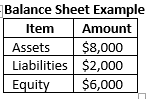 Balance Sheet Example
Item Amount
Assets $8,000
Liabilities $2,000
Equity $6,000